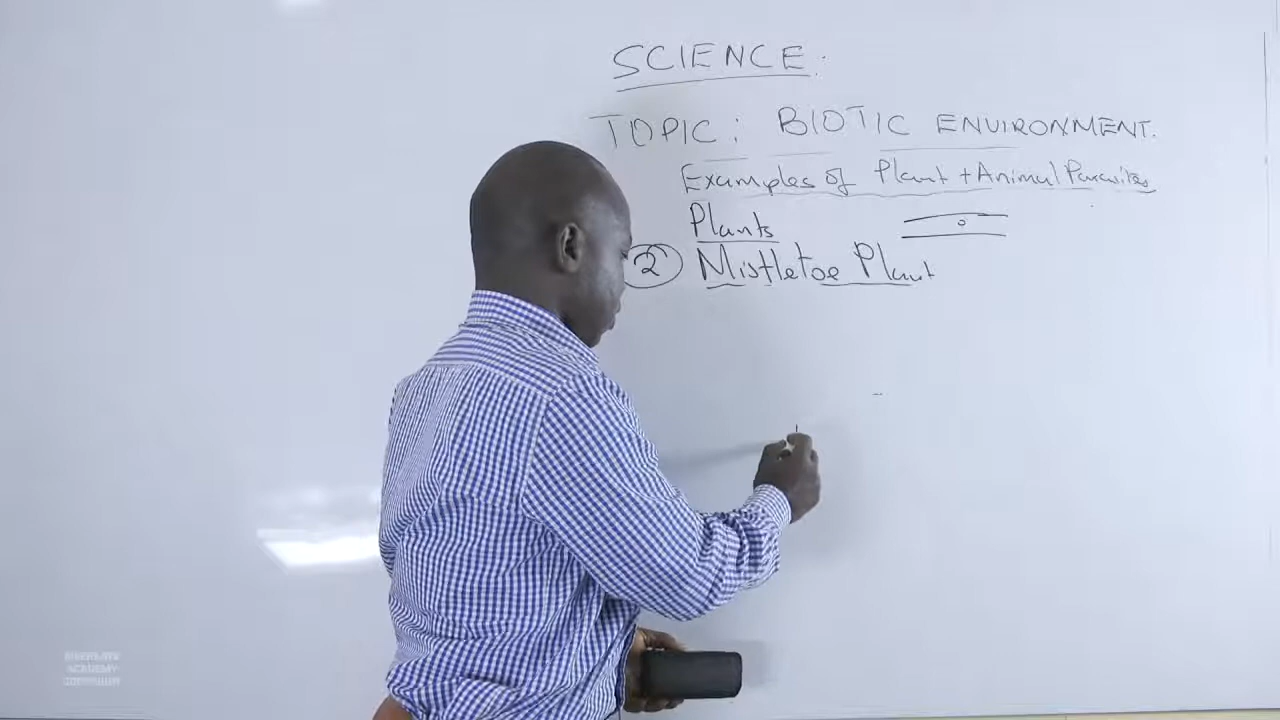 SCIENCE:
TOPIC: BIOTIC ENVIRONMENT.
Examples of Plant + Animal Parasites
Plants
2 Mistletoe Plant